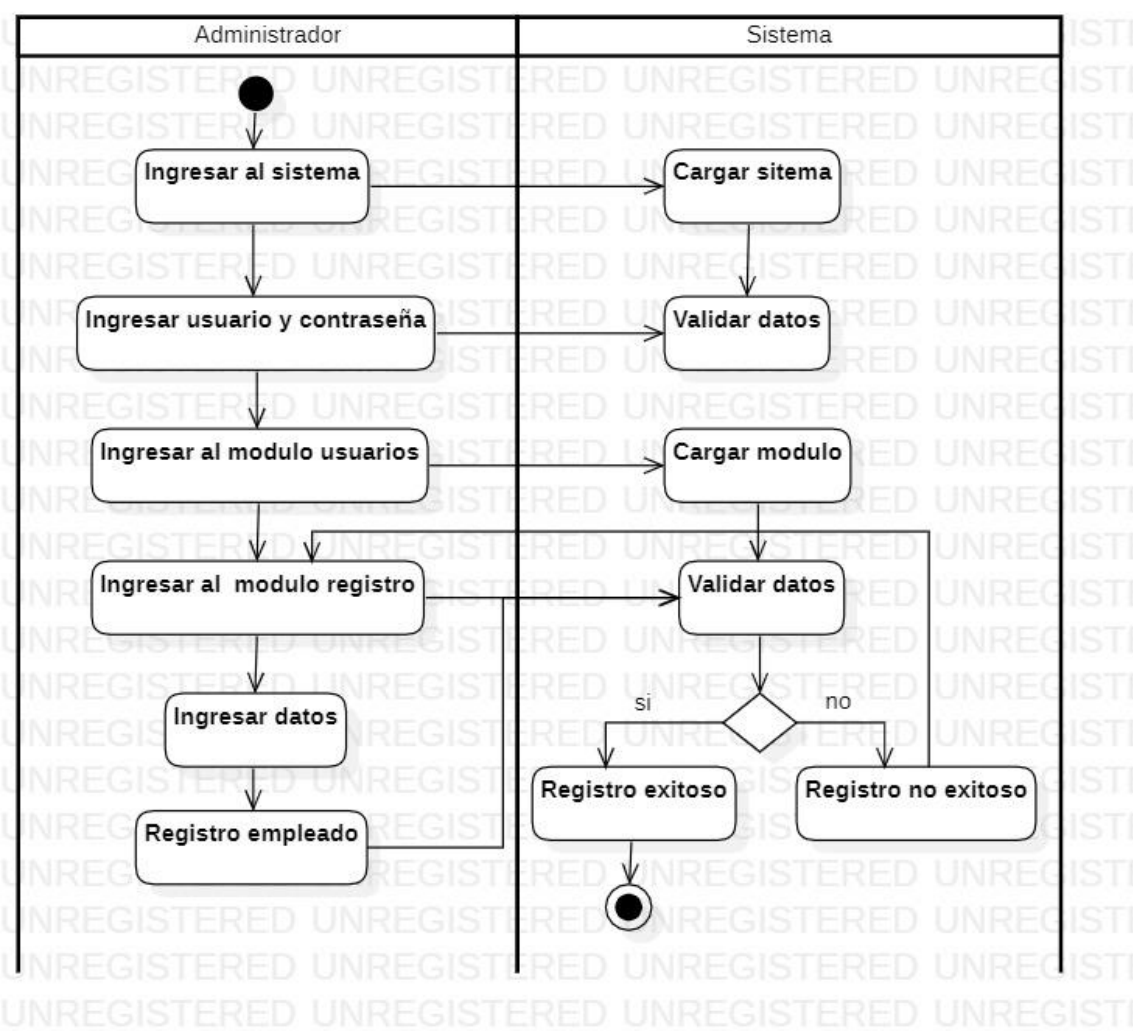 Administrador
Sistema
Ingresar al sistema
Cargar sitema
Ingresar usuario y contraseña
Validar datos
Ingresar al modulo usuarios
Cargar modulo
Ingresar al  modulo registro
Validar datos
Ingresar datos
si
no
Registro exitoso
Registro no exitoso
Registro empleado
UNREGISTERED